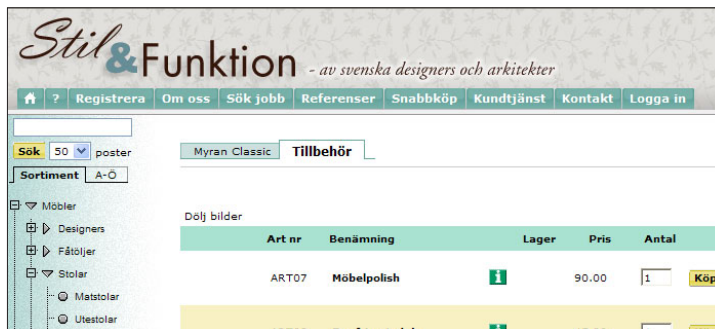 Stil & Funktion - av svenska designers och arkitekter
? Registrera Om oss Sök jobb Referenser Snabbköp Kundtjänst Kontakt Logga in
Sök 50 poster
Myran Classic Tillbehör
Sortiment A-Ö
Möbler
Dölj bilder
Designers
Art nr Benämning Lager Pris Antal
Fåtöljer
Stolar
ART07 Möbelpolish i 90.00 1 Köp
Matstolar
Utestolar